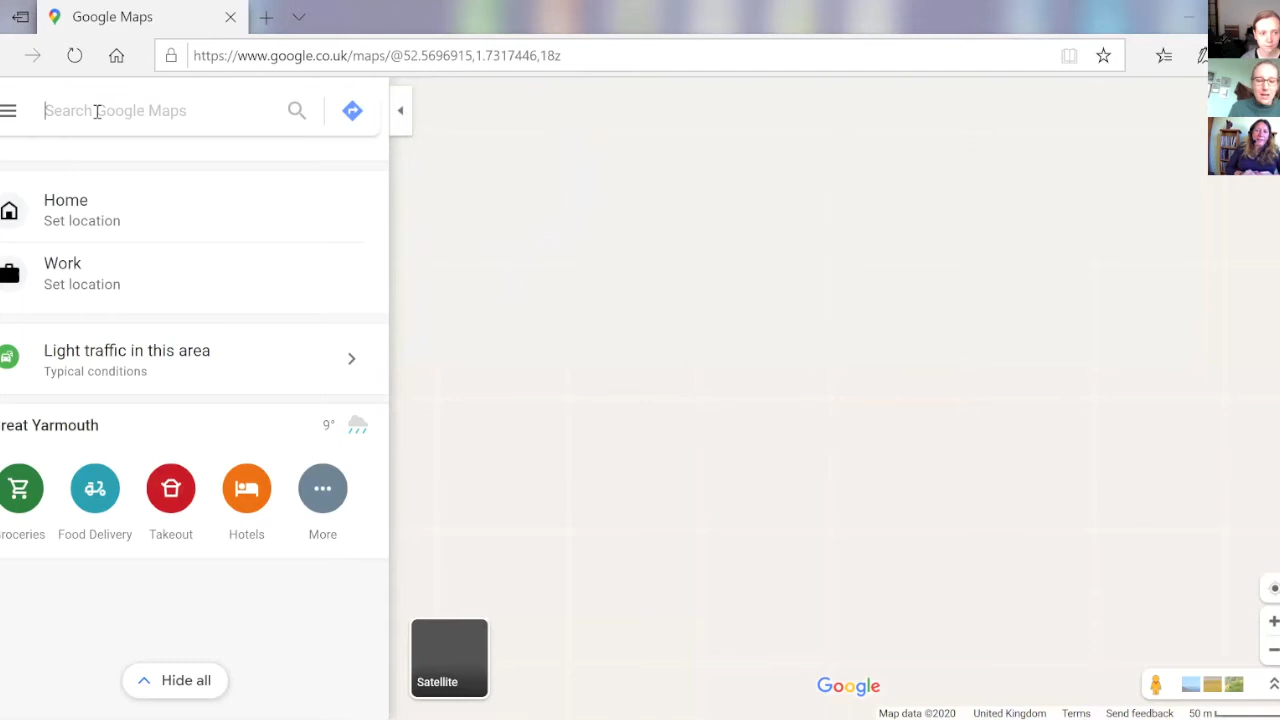 Google Maps
https://www.google.co.uk/maps/@52.5696915,1.7317446,18z
Search Google Maps
Home
Set location
Work
Set location
Light traffic in this area
Typical conditions
reat Yarmouth
9°
roceries
Food Delivery
Takeout
Hotels
More
Hide all
Satellite
Google
Map data ©2020 United Kingdom Terms Send feedback 50 m